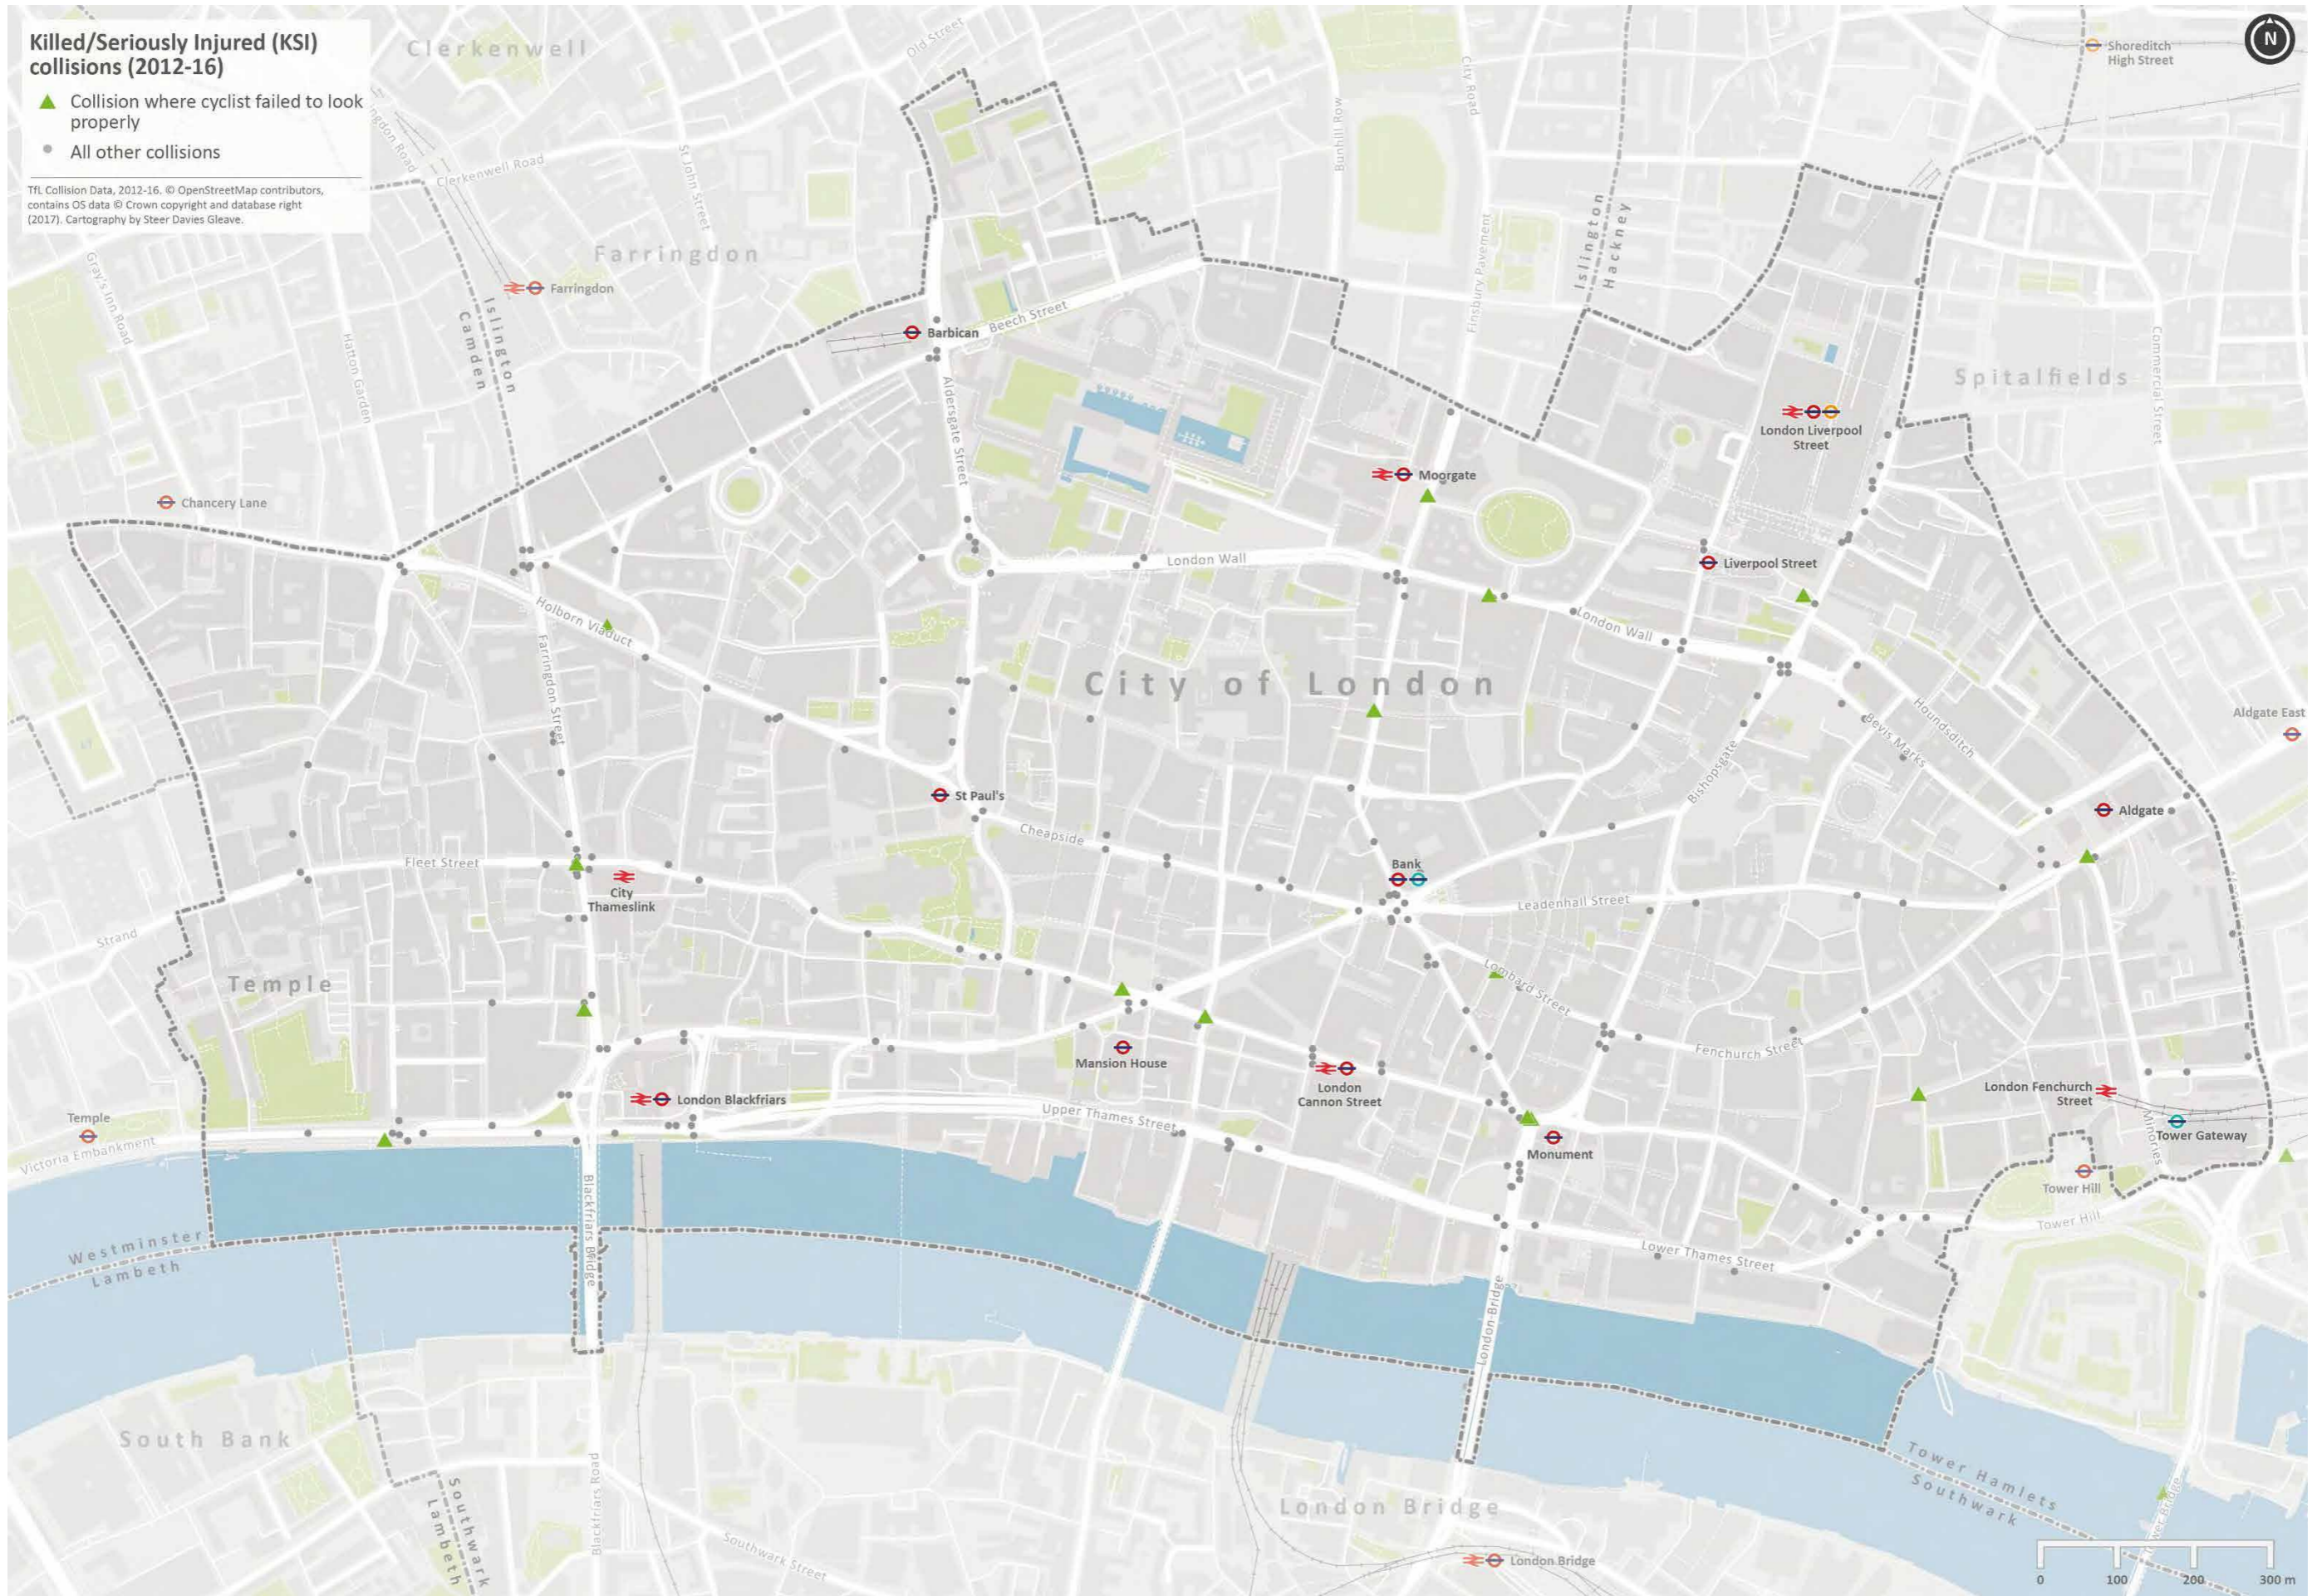 Killed/Seriously Injured (KSI)
collisions (2012-16)
Collision where cyclist failed to look
properly
All other collisions
TfL Collision Data, 2012-16. © OpenStreetMap contributors,
contains OS data © Crown copyright and database right
(2017). Cartography by Steer Davies Gleave.
N
Clerkenwell
Old Street
City Road
Shoreditch
High Street
Clerkenwell Road
St John Street
Bunhill Row
Farringdon
Farringdon
Gray's Inn Road
Hatton Garden
Islington
Camden
Finsbury Pavement
Islington
Hackney
Barbican
Beech Street
Aldersgate Street
Commercial Street
Spitalfields
London Liverpool
Street
Moorgate
Chancery Lane
London Wall
Liverpool Street
Holborn Viaduct
London Wall
Farringdon Street
City of London
Houndsditch
Bevis Marks
Aldgate East
Bishopsgate
St Paul's
Aldgate
Cheapside
Fleet Street
Bank
City
Thameslink
Leadenhall Street
Strand
Temple
Lombard Street
Fenchurch Street
Mansion House
London
Cannon Street
London Fenchurch
Street
London Blackfriars
Upper Thames Street
Temple
Victoria Embankment
Monument
Minories
Tower Gateway
Tower Hill
Tower Hill
Blackfriars Bridge
Westminster
Lambeth
Lower Thames Street
London Bridge
South Bank
Southwark
Lambeth
Blackfriars Road
Southwark Street
London Bridge
London Bridge
Tower Hamlets
Southwark
Tower Bridge
0 100 200 300 m